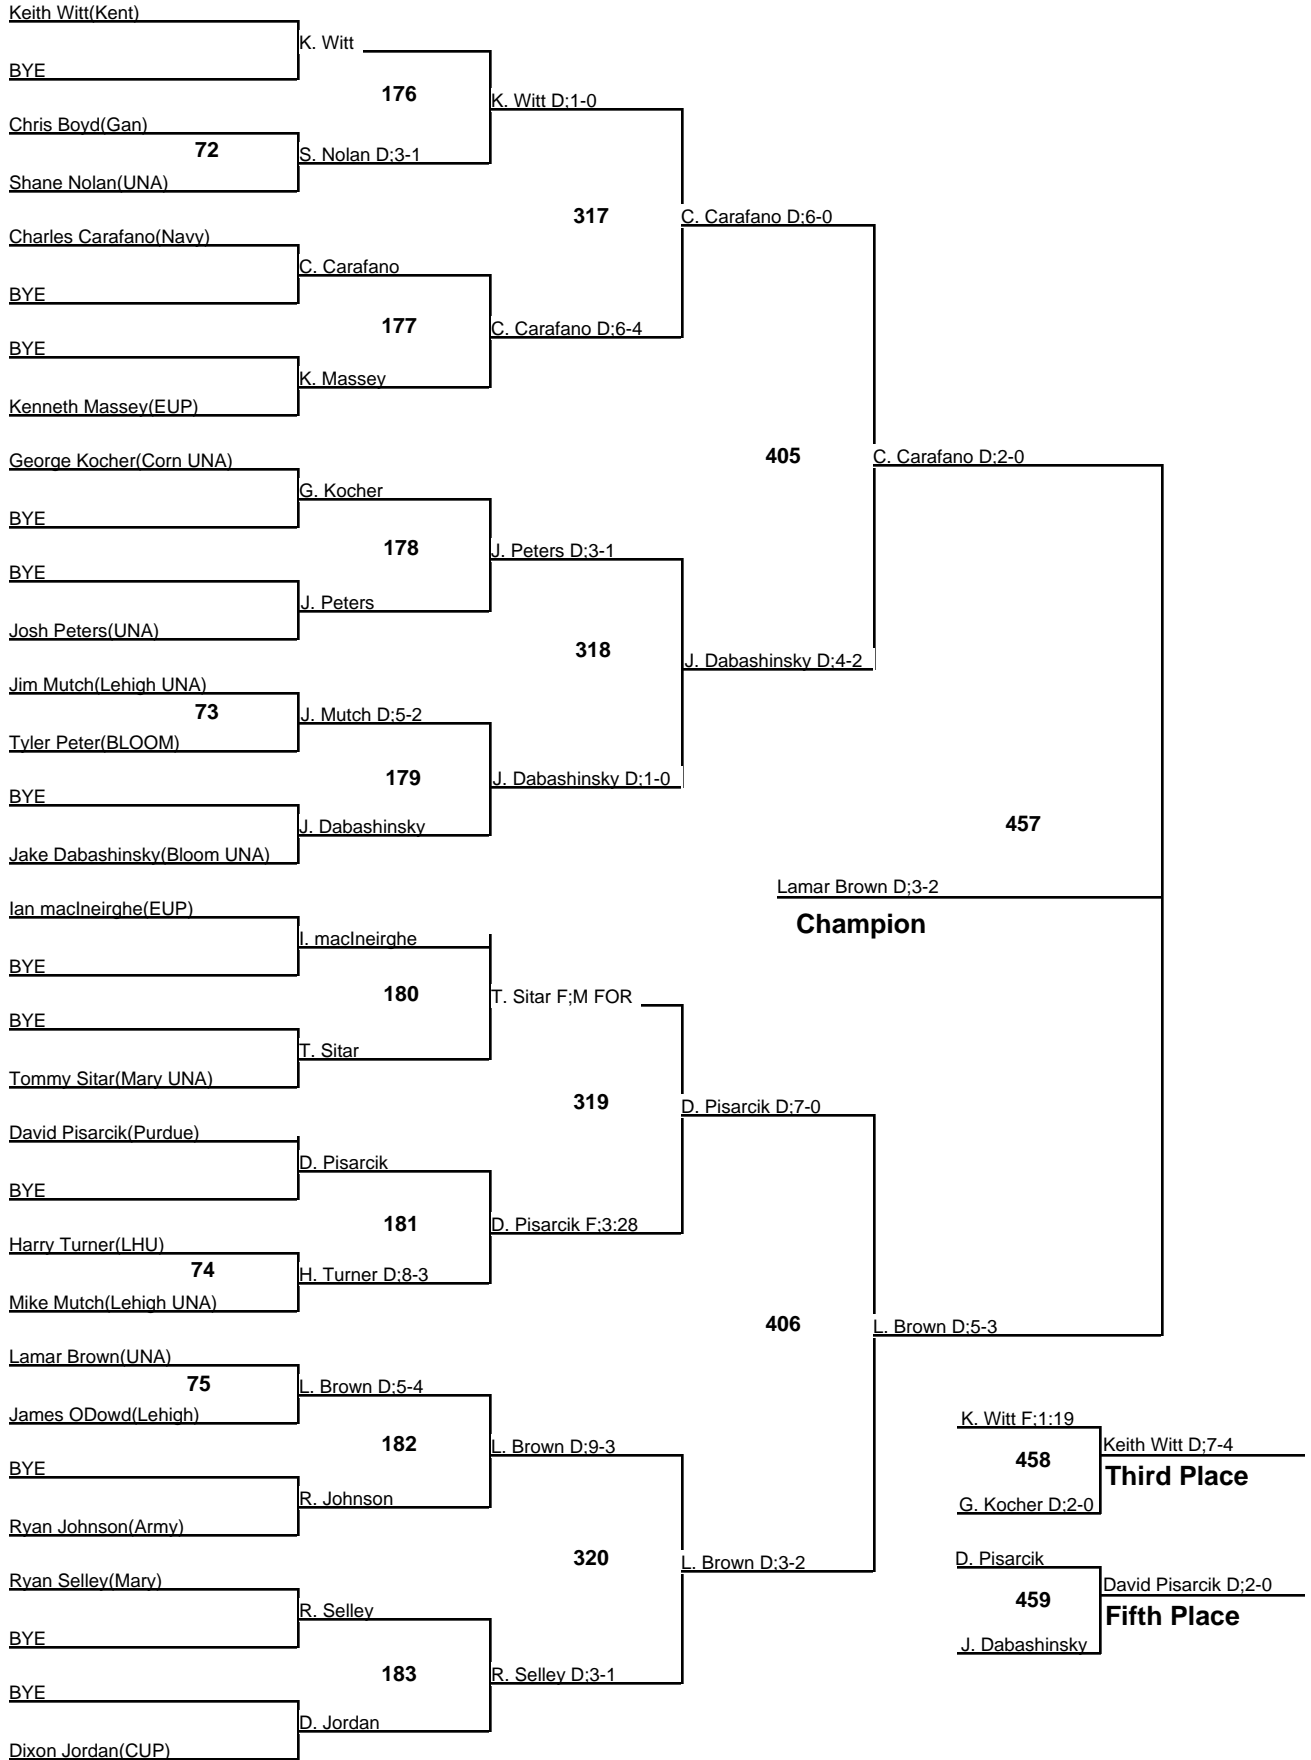 Keith Witt(Kent)
K. Witt
BYE
176
K. Witt D;1-0
Chris Boyd(Gan)
72
S. Nolan D;3-1
Shane Nolan(UNA)
317
C. Carafano D;6-0
Charles Carafano(Navy)
C. Carafano
BYE
177
C. Carafano D;6-4
BYE
K. Massey
Kenneth Massey(EUP)
405
C. Carafano D;2-0
George Kocher(Corn UNA)
G. Kocher
BYE
178
J. Peters D;3-1
BYE
J. Peters
Josh Peters(UNA)
318
J. Dabashinsky D;4-2
Jim Mutch(Lehigh UNA)
73
J. Mutch D;5-2
Tyler Peter(BLOOM)
179
J. Dabashinsky D;1-0
BYE
J. Dabashinsky
Jake Dabashinsky(Bloom UNA)
457
Lamar Brown D;3-2
Champion
Ian macIneirghe(EUP)
I. macIneirghe
BYE
180
T. Sitar F;M FOR
BYE
T. Sitar
Tommy Sitar(Mary UNA)
319
D. Pisarcik D;7-0
David Pisarcik(Purdue)
D. Pisarcik
BYE
181
D. Pisarcik F;3:28
Harry Turner(LHU)
74
H. Turner D;8-3
Mike Mutch(Lehigh UNA)
406
L. Brown D;5-3
Lamar Brown(UNA)
75
L. Brown D;5-4
James ODowd(Lehigh)
182
L. Brown D;9-3
BYE
R. Johnson
Ryan Johnson(Army)
320
L. Brown D;3-2
Ryan Selley(Mary)
R. Selley
BYE
183
R. Selley D;3-1
BYE
D. Jordan
Dixon Jordan(CUP)
K. Witt F;1:19
458
Keith Witt D;7-4
Third Place
G. Kocher D;2-0
D. Pisarcik
459
David Pisarcik D;2-0
Fifth Place
J. Dabashinsky